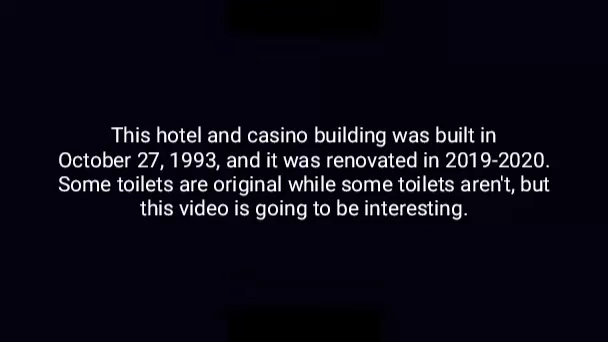 This hotel and casino building was built in
October 27, 1993, and it was renovated in 2019-2020.
Some toilets are original while some toilets aren't, but
this video is going to be interesting.